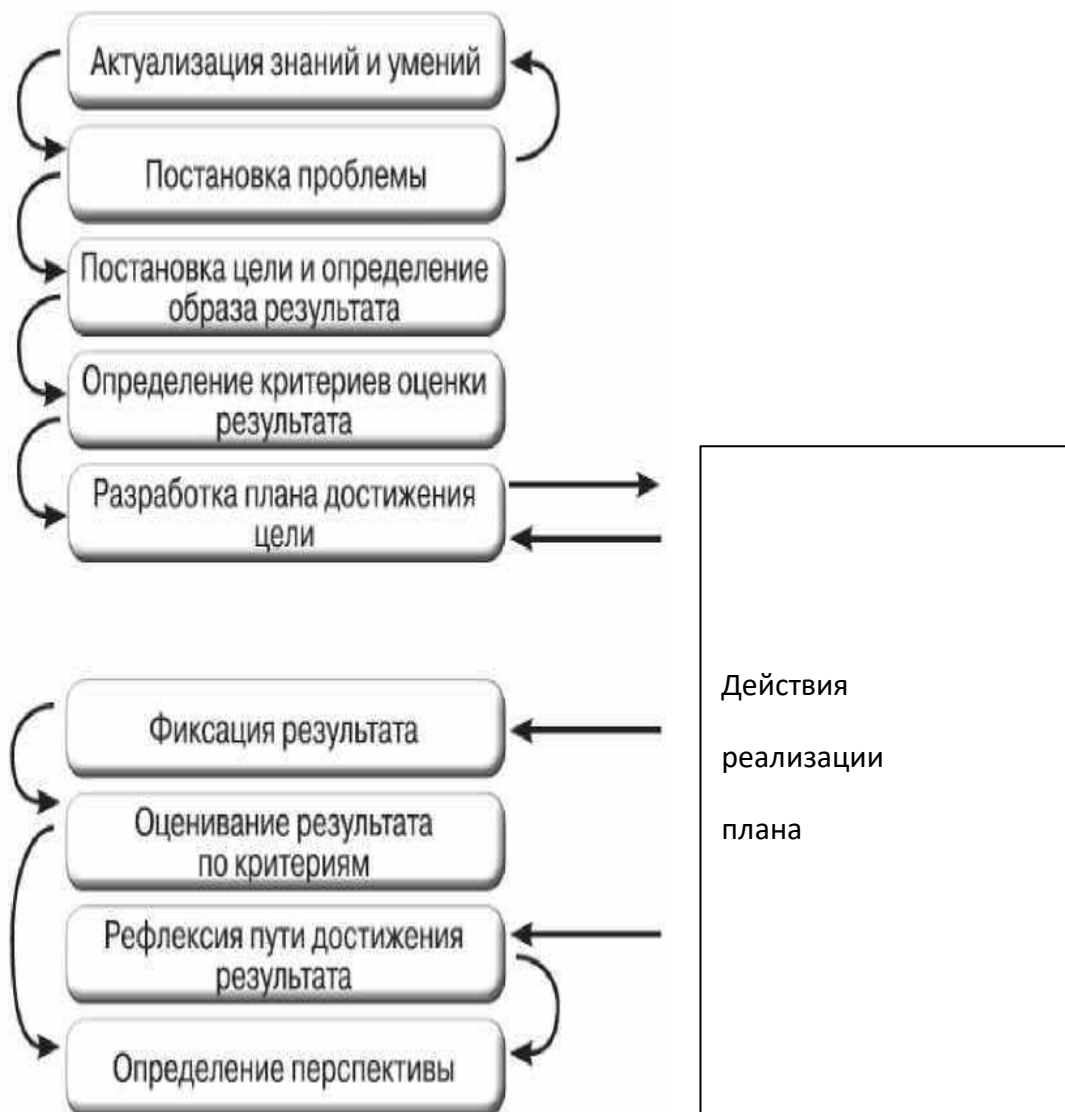 Актуализация знаний и умений
Постановка проблемы
Постановка цели и определение
образа результата
Определение критериев оценки
результата
Разработка плана достижения
цели
Фиксация результата
Оценивание результата
по критериям
Рефлексия пути достижения
результата
Определение перспективы
Действия
реализации
плана